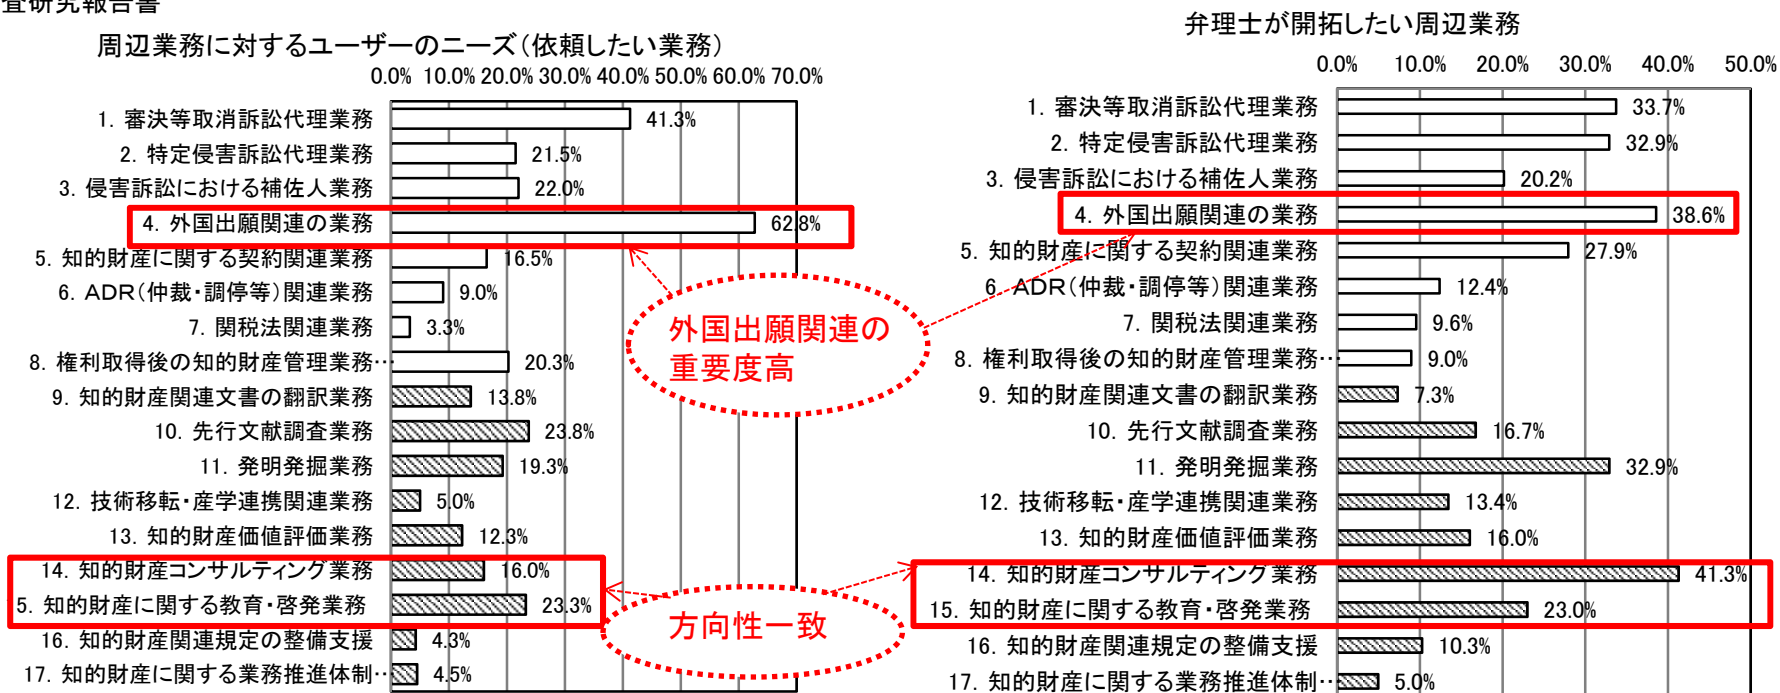 査研究報告書
周辺業務に対するユーザーのニーズ(依頼したい業務)
0.0% 10.0% 20.0% 30.0% 40.0% 50.0% 60.0% 70.0%
1. 審決等取消訴訟代理業務 41.3%
2. 特定侵害訴訟代理業務 21.5%
3. 侵害訴訟における補佐人業務 22.0%
4. 外国出願関連の業務 62.8%
5. 知的財産に関する契約関連業務 16.5%
6. ADR(仲裁・調停等)関連業務 9.0%
7. 関税法関連業務 3.3%
8. 権利取得後の知的財産管理業務… 20.3%
9. 知的財産関連文書の翻訳業務 13.8%
10. 先行文献調査業務 23.8%
11. 発明発掘業務 19.3%
12. 技術移転・産学連携関連業務 5.0%
13. 知的財産価値評価業務 12.3%
14. 知的財産コンサルティング業務 16.0%
5. 知的財産に関する教育・啓発業務 23.3%
16. 知的財産関連規定の整備支援 4.3%
17. 知的財産に関する業務推進体制… 4.5%
外国出願関連の
重要度高
方向性一致
弁理士が開拓したい周辺業務
0.0% 10.0% 20.0% 30.0% 40.0% 50.0%
1. 審決等取消訴訟代理業務 33.7%
2. 特定侵害訴訟代理業務 32.9%
3. 侵害訴訟における補佐人業務 20.2%
4. 外国出願関連の業務 38.6%
5. 知的財産に関する契約関連業務 27.9%
6. ADR(仲裁・調停等)関連業務 12.4%
7. 関税法関連業務 9.6%
8. 権利取得後の知的財産管理業務… 9.0%
9. 知的財産関連文書の翻訳業務 7.3%
10. 先行文献調査業務 16.7%
11. 発明発掘業務 32.9%
12. 技術移転・産学連携関連業務 13.4%
13. 知的財産価値評価業務 16.0%
14. 知的財産コンサルティング業務 41.3%
15. 知的財産に関する教育・啓発業務 23.0%
16. 知的財産関連規定の整備支援 10.3%
17. 知的財産に関する業務推進体制… 5.0%